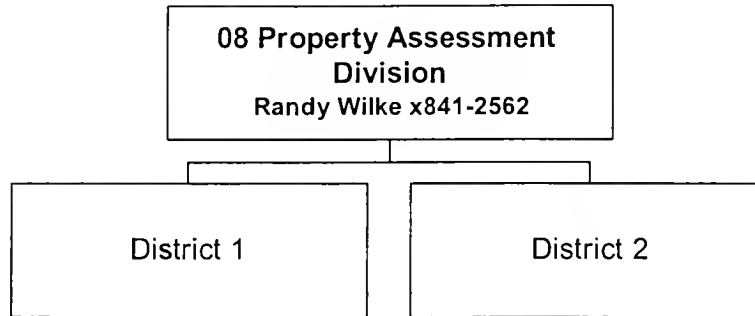 08 Property Assessment
Division
Randy Wilke x841-2562
District 1
District 2